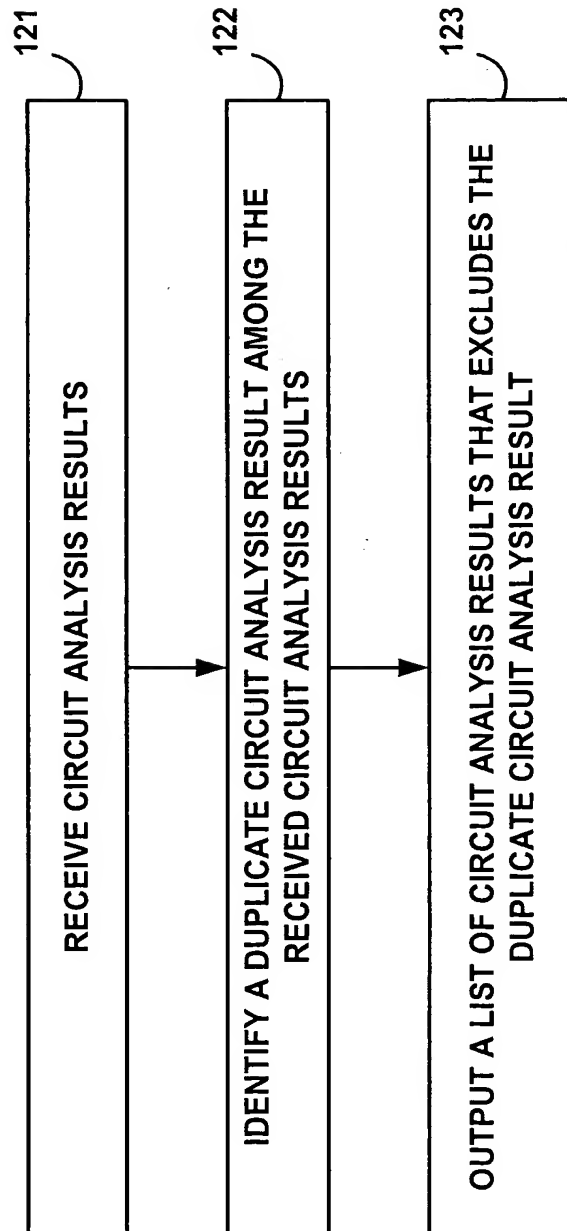 121
RECEIVE CIRCUIT ANALYSIS RESULTS
122
IDENTIFY A DUPLICATE CIRCUIT ANALYSIS RESULT AMONG THE
RECEIVED CIRCUIT ANALYSIS RESULTS
123
OUTPUT A LIST OF CIRCUIT ANALYSIS RESULTS THAT EXCLUDES THE
DUPLICATE CIRCUIT ANALYSIS RESULT